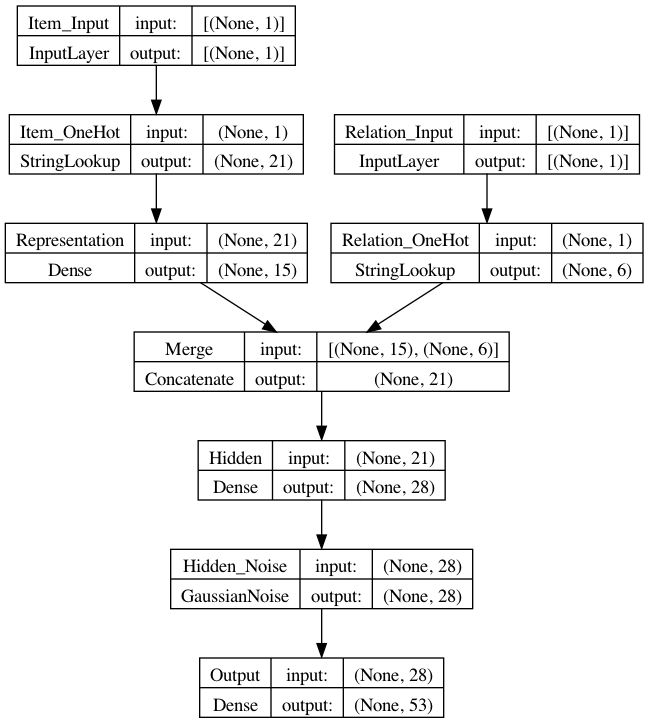 Item_Input input: [(None, 1)]
InputLayer output: [(None, 1)]
Item_OneHot input: (None, 1)
StringLookup output: (None, 21)
Relation_Input input: [(None, 1)]
InputLayer output: [(None, 1)]
Representation input: (None, 21)
Dense output: (None, 15)
Relation_OneHot input: (None, 1)
StringLookup output: (None, 6)
Merge input: [(None, 15), (None, 6)]
Concatenate output: (None, 21)
Hidden input: (None, 21)
Dense output: (None, 28)
Hidden_Noise input: (None, 28)
GaussianNoise output: (None, 28)
Output input: (None, 28)
Dense output: (None, 53)